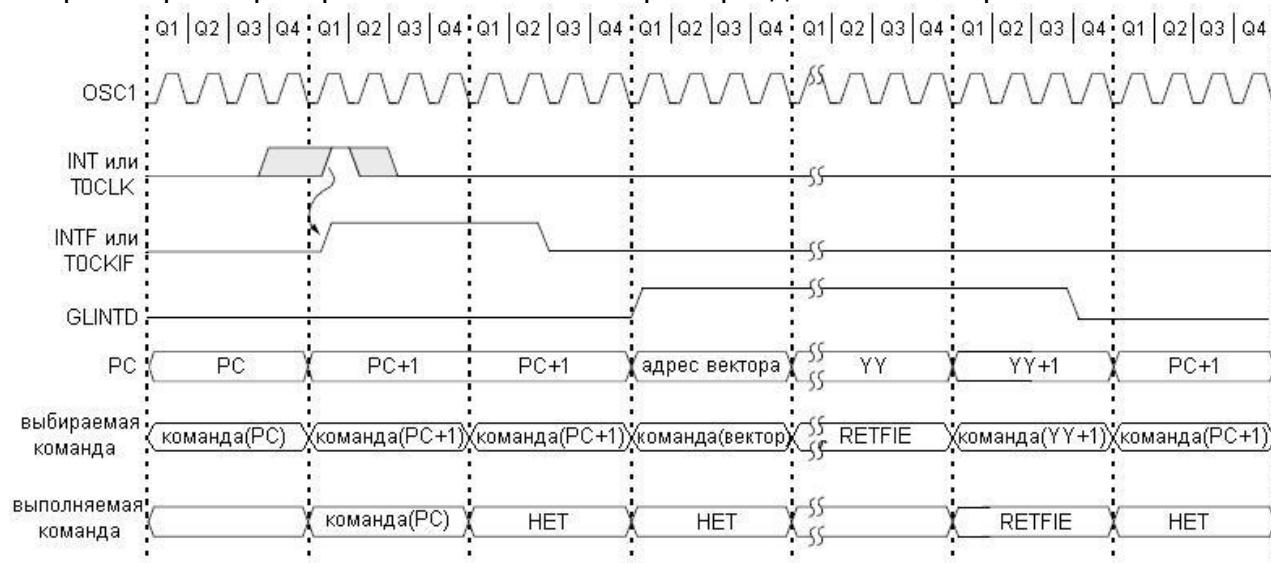 Q1 Q2 Q3 Q4 Q1 Q2 Q3 Q4 Q1 Q2 Q3 Q4 Q1 Q2 Q3 Q4 Q1 Q2 Q3 Q4 Q1 Q2 Q3 Q4 Q1 Q2 Q3 Q4
OSC1
INT или
T0CLK
INTF или
T0CKIF
GLINTD
PC PC PC+1 PC+1 адрес вектора YY YY+1 PC+1
выбираемая
команда
команда(PC) команда(PC+1) команда(PC+1) команда(вектор) RETFIE команда(YY+1) команда(PC+1)
выполняемая
команда
команда(PC) НЕТ НЕТ RETFIE НЕТ